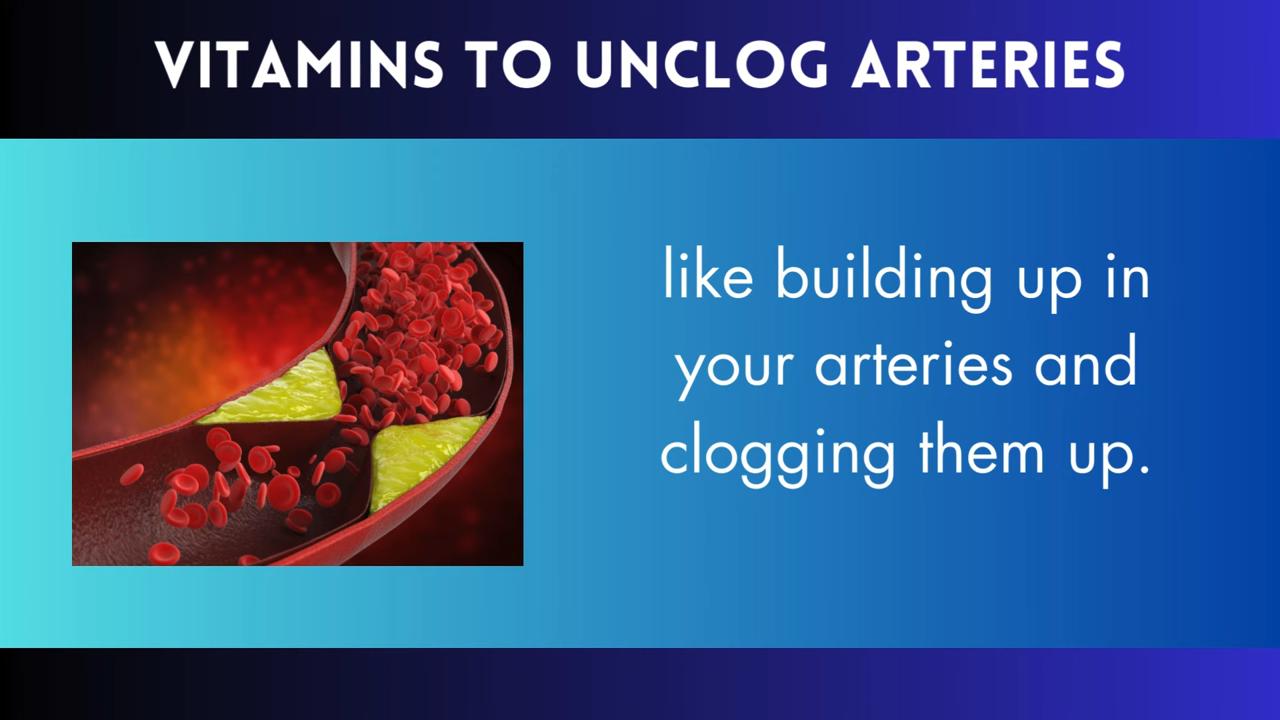 VITAMINS TO UNCLOG ARTERIES
like building up in
your arteries and
clogging them up.